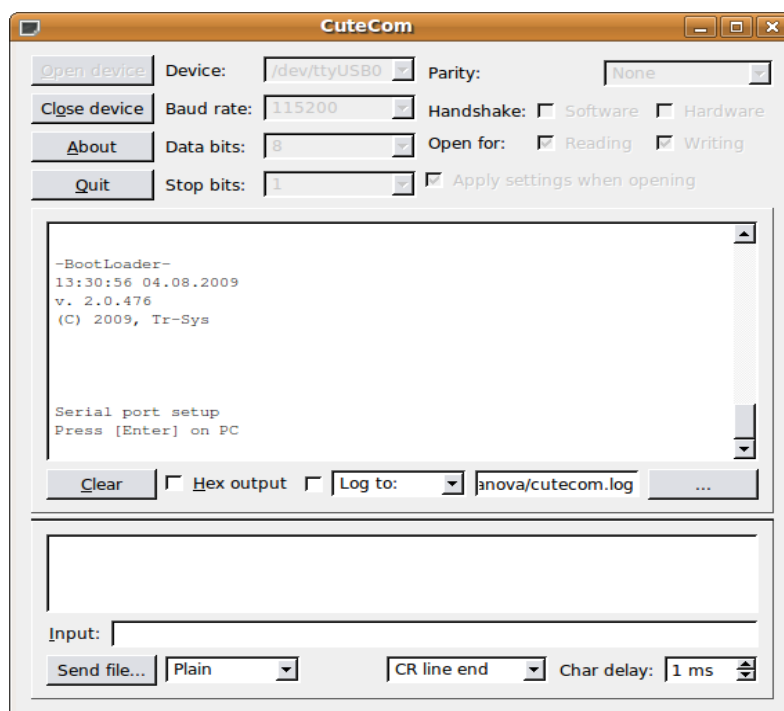 CuteCom
Open device Device: /dev/ttyUSB0 Parity: None
Close device Baud rate: 115200 Handshake: Software Hardware
About Data bits: 8 Open for: Reading Writing
Quit Stop bits: 1 Apply settings when opening
-BootLoader-
13:30:56 04.08.2009
v. 2.0.476
(C) 2009, Tr-Sys
Serial port setup
Press [Enter] on PC
Clear Hex output Log to: anova/cutecom.log ...
Input:
Send file... Plain CR line end Char delay: 1 ms